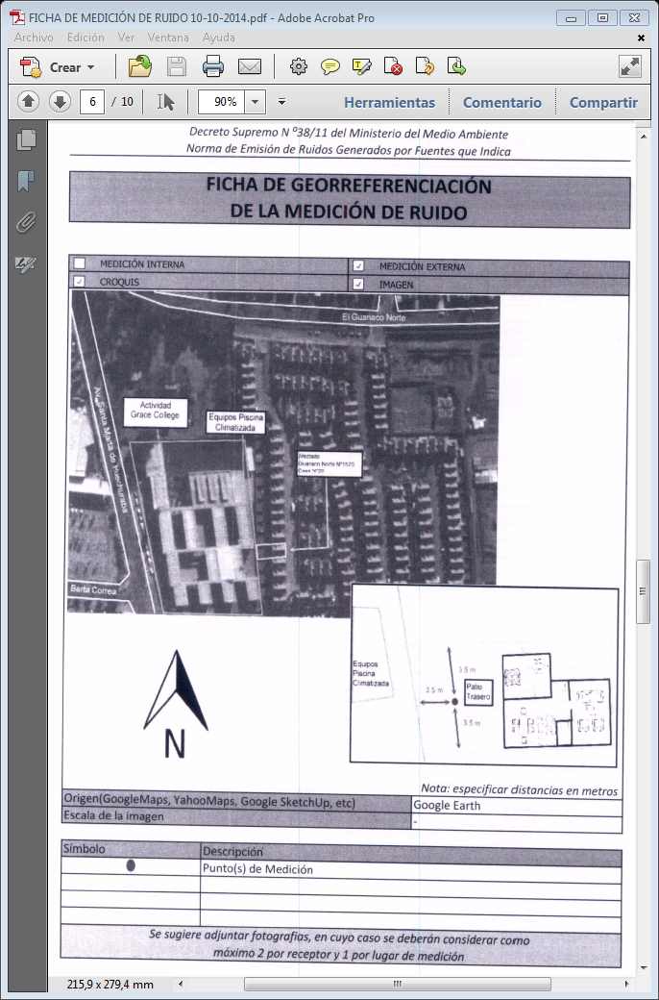 FICHA DE MEDICIÓN DE RUIDO 10-10-2014.pdf - Adobe Acrobat Pro
Archivo Edición Ver Ventana Ayuda
Crear
6 / 10 90% Herramientas Comentario Compartir
Decreto Supremo N °38/11 del Ministerio del Medio Ambiente
Norma de Emisión de Ruidos Generados por Fuentes que Indica
FICHA DE GEORREFERENCIACIÓN
DE LA MEDICIÓN DE RUIDO
MEDICIÓN INTERNA
MEDICIÓN EXTERNA
CROQUIS
IMAGEN
El Guanaco Norte
Av. Santa Marta de Huechuraba
Actividad
Grace College
Equipos Piscina
Climatizada
Afectado
Guanaco Norte N°1570
Casa N°20
Berta Correa
Equipos
Piscina
Climatizada
3.5 m
3.5 m
3.5 m
Patio
Trasero
N
Nota: especificar distancias en metros
Origen(GoogleMaps, YahooMaps, Google SketchUp, etc)
Google Earth
Escala de la imagen
-
Símbolo
Descripción
Punto(s) de Medición
Se sugiere adjuntar fotografias, en cuyo caso se deberán considerar como
máximo 2 por receptor y 1 por lugar de medición
215,9 x 279,4 mm